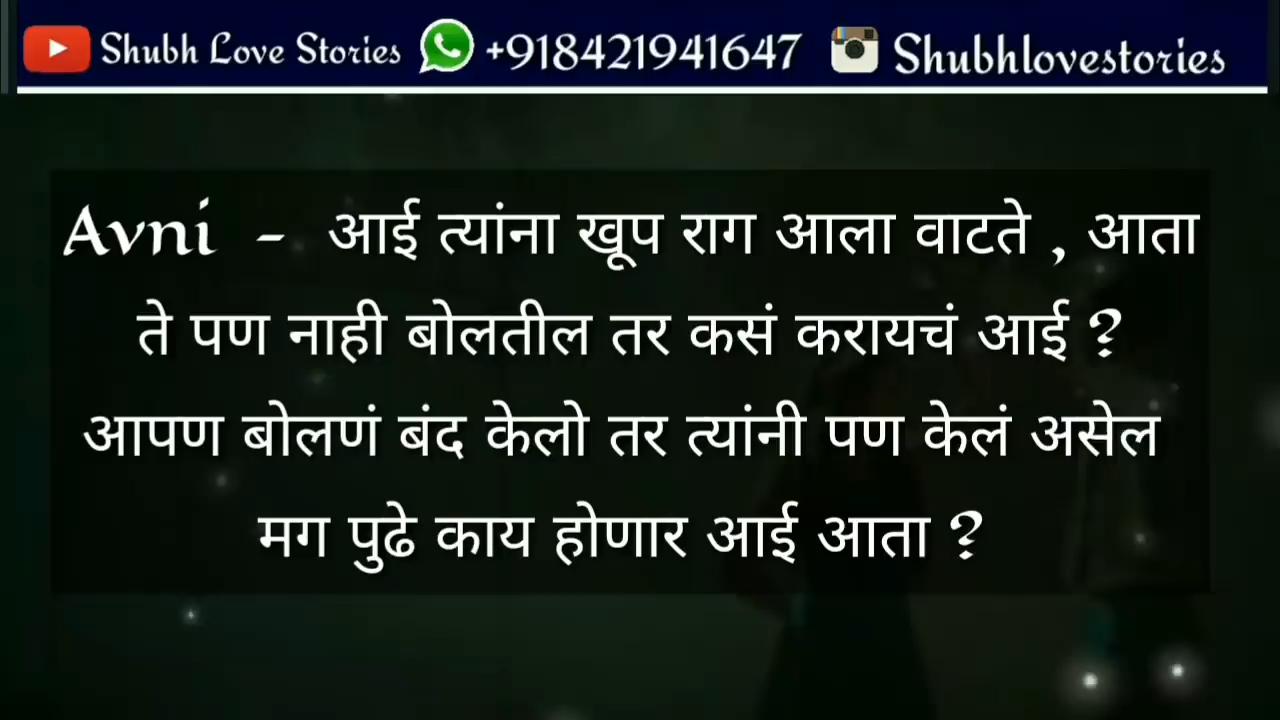 Shubh Love Stories +918421941647 Shubhlovestories
Avni - आई त्यांना खूप राग आला वाटते , आता
ते पण नाही बोलतील तर कसं करायचं आई ?
आपण बोलणं बंद केलो तर त्यांनी पण केलं असेल
मग पुढे काय होणार आई आता ?